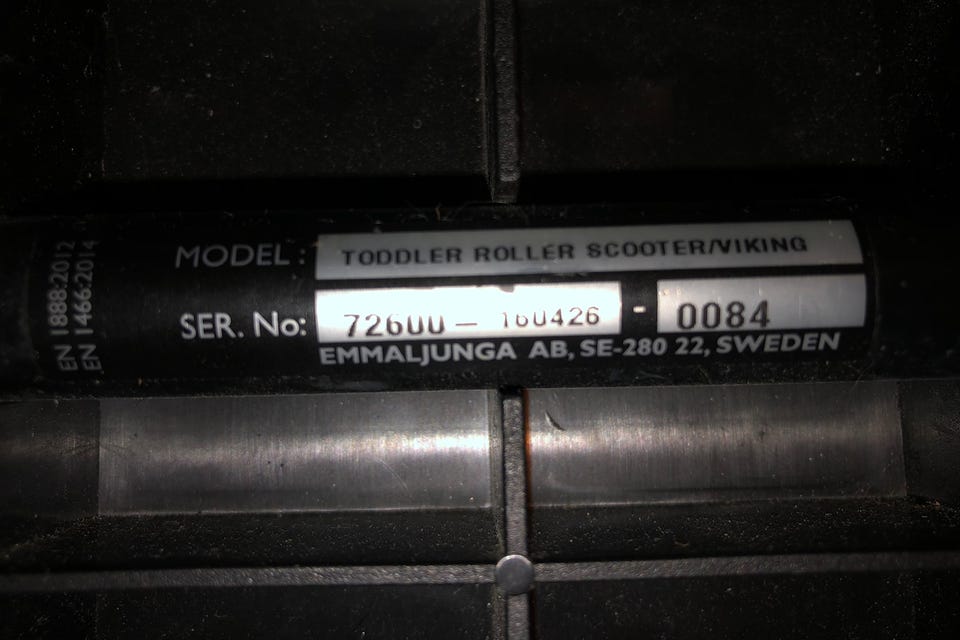 EN 1888:2012
EN 1466:2014
MODEL: TODDLER ROLLER SCOOTER/VIKING
SER. No: 72600 - 160426 - 0084
EMMALJUNGA AB, SE-280 22, SWEDEN